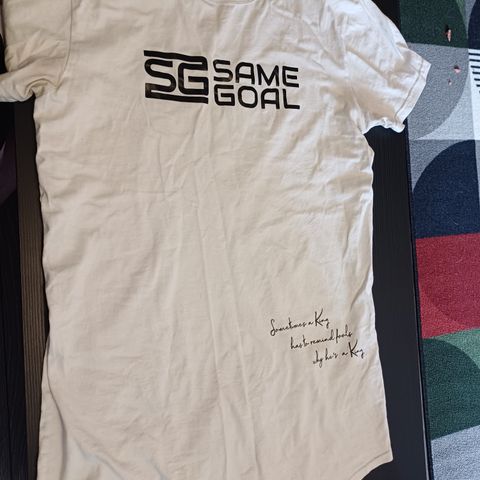 SG SAME
GOAL
Sometimes a King
has to remind fools
why he's a King